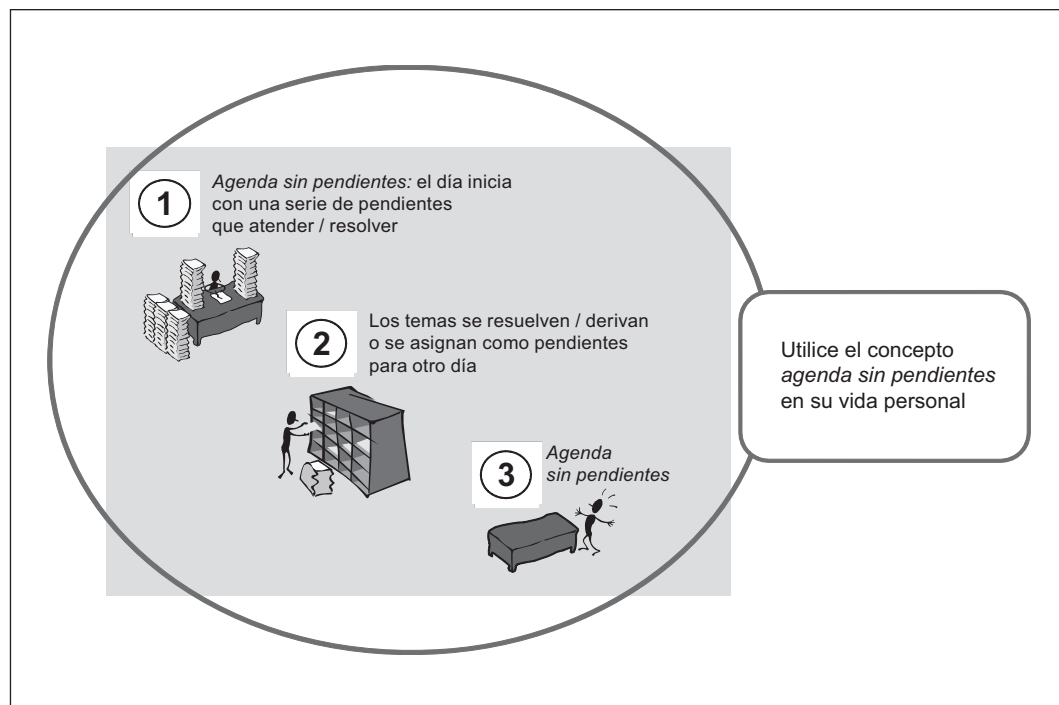 1
Agenda sin pendientes: el día inicia
con una serie de pendientes
que atender / resolver
2
Los temas se resuelven / derivan
o se asignan como pendientes
para otro día
3
Agenda
sin pendientes
Utilice el concepto
agenda sin pendientes
en su vida personal